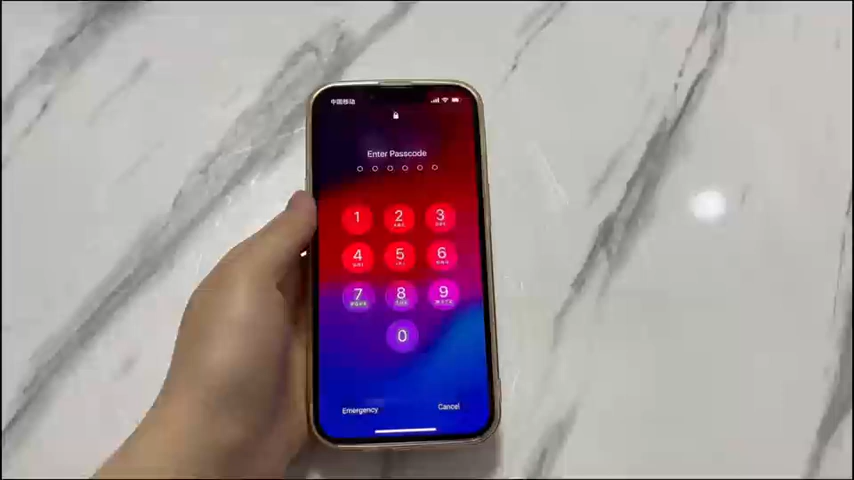 中国移动
Enter Passcode
1 2 3
4 5 6
7 8 9
0
Emergency Cancel